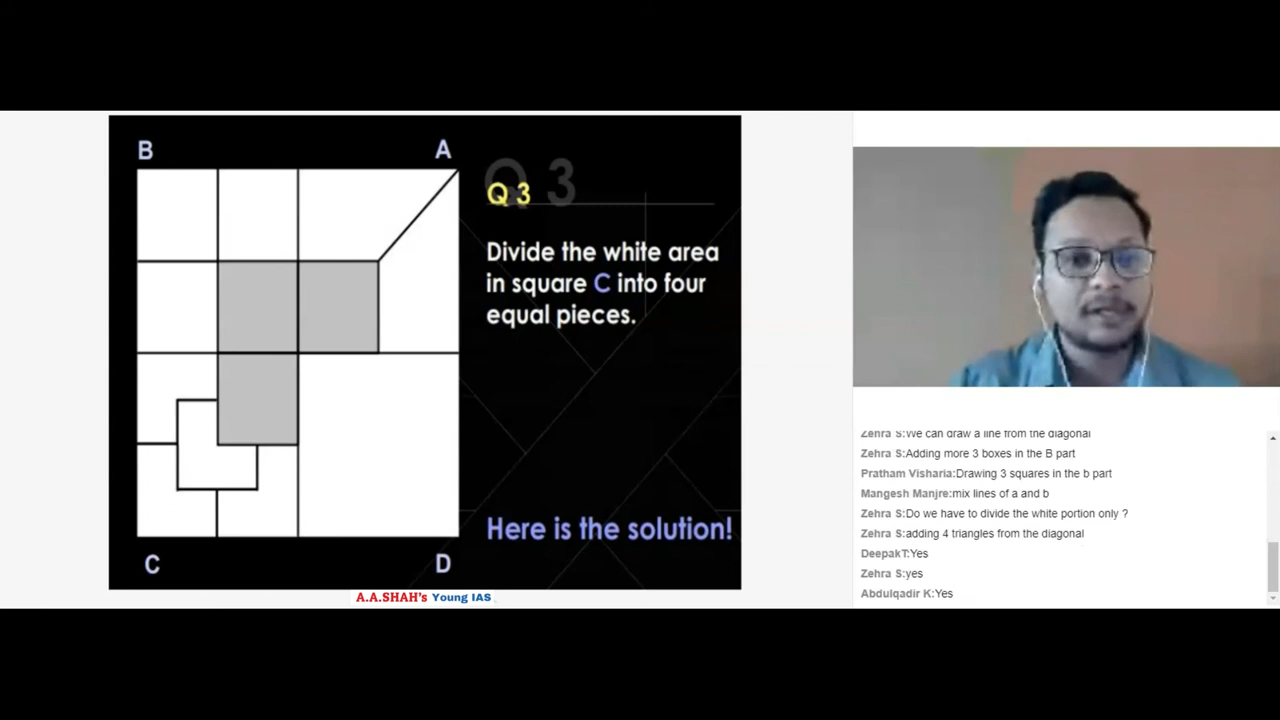 B
A
Q 3
Q 3
Divide the white area
in square C into four
equal pieces.
Here is the solution!
C
D
A.A.SHAH's Young IAS
Zehra S:We can draw a line from the diagonal
Zehra S:Adding more 3 boxes in the B part
Pratham Visharia:Drawing 3 squares in the b part
Mangesh Manjre:mix lines of a and b
Zehra S:Do we have to divide the white portion only ?
Zehra S:adding 4 triangles from the diagonal
DeepakT:Yes
Zehra S:yes
Abdulqadir K:Yes